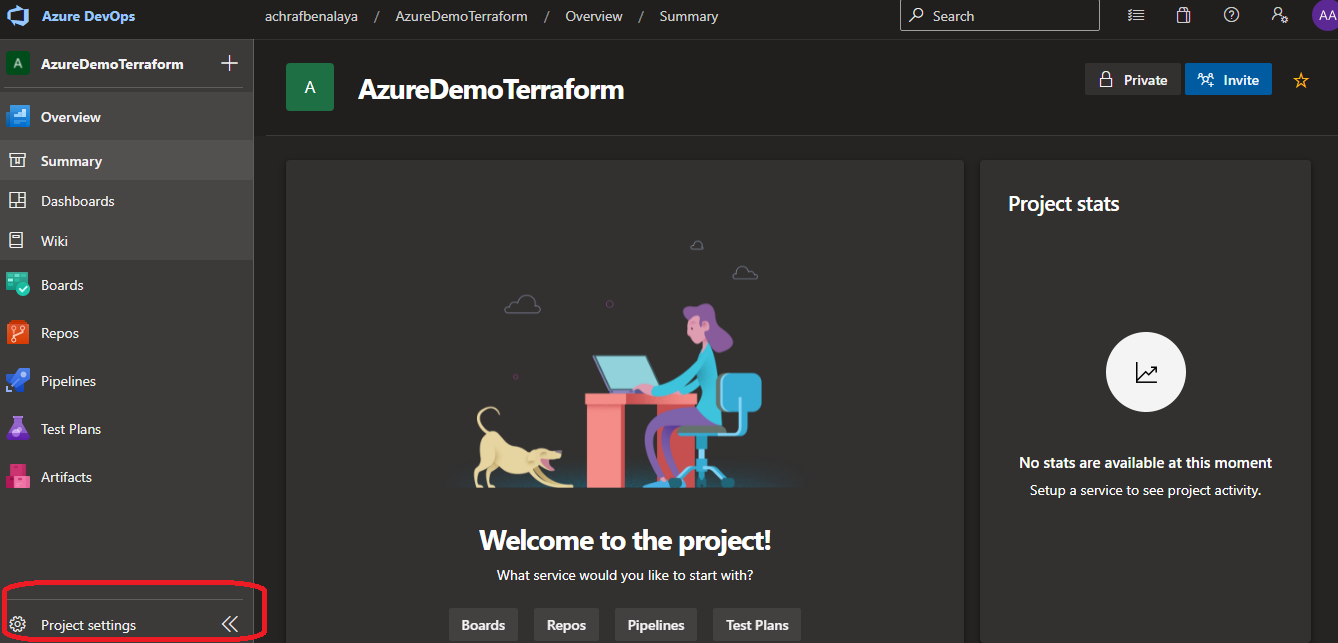 Azure DevOps achrafbenalaya / AzureDemoTerraform / Overview / Summary Search AA
A AzureDemoTerraform
Overview
Summary
Dashboards
Wiki
Boards
Repos
Pipelines
Test Plans
Artifacts
Project settings
A AzureDemoTerraform Private Invite
Welcome to the project!
What service would you like to start with?
Boards Repos Pipelines Test Plans
Project stats
No stats are available at this moment
Setup a service to see project activity.